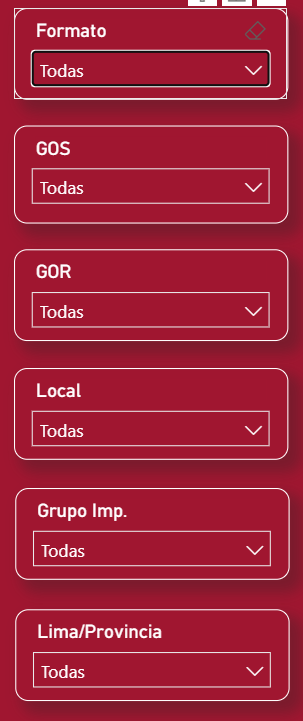 Formato
Todas
GOS
Todas
GOR
Todas
Local
Todas
Grupo Imp.
Todas
Lima/Provincia
Todas